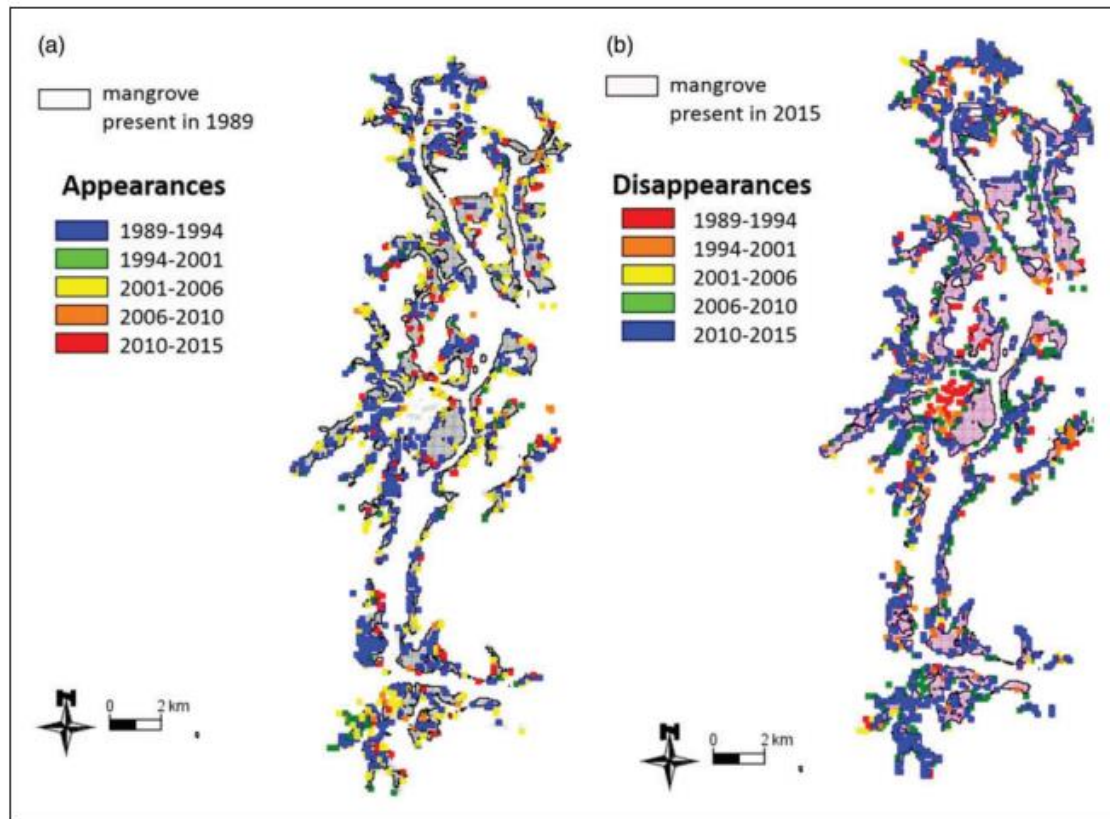 (a)
mangrove
present in 1989
Appearances
1989-1994
1994-2001
2001-2006
2006-2010
2010-2015
N
0 2 km
(b)
mangrove
present in 2015
Disappearances
1989-1994
1994-2001
2001-2006
2006-2010
2010-2015
N
0 2 km